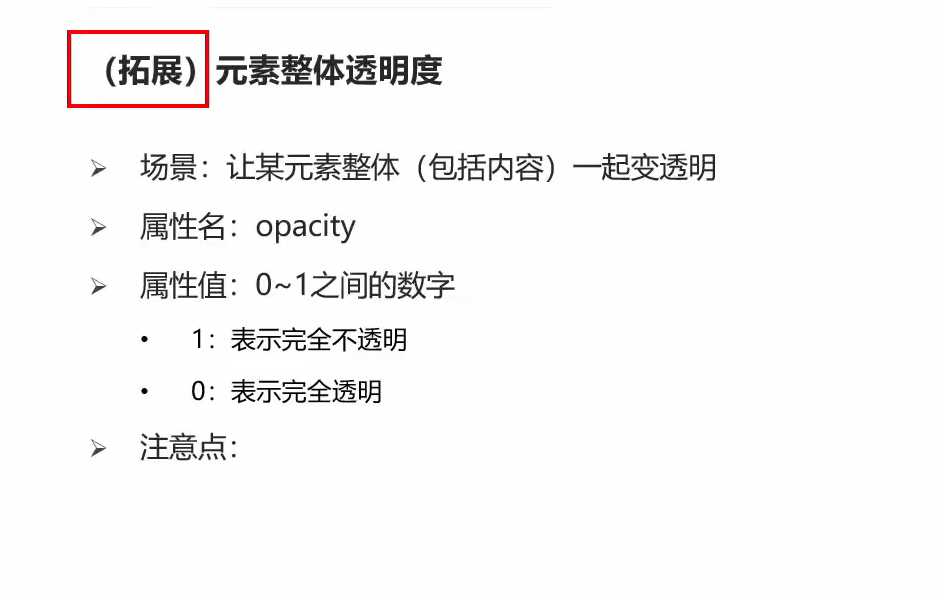 （拓展）元素整体透明度
场景：让某元素整体（包括内容）一起变透明
属性名：opacity
属性值：0~1之间的数字
1：表示完全不透明
0：表示完全透明
注意点：